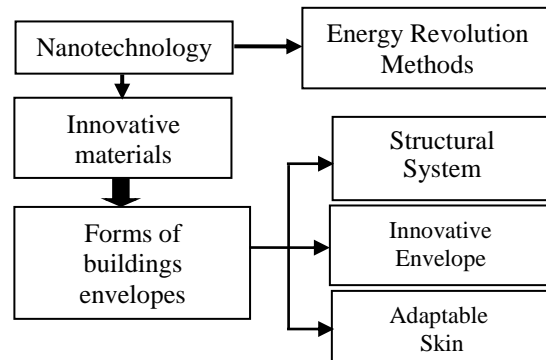 Nanotechnology
Energy Revolution
Methods
Innovative
materials
Structural
System
Forms of
buildings
envelopes
Innovative
Envelope
Adaptable
Skin